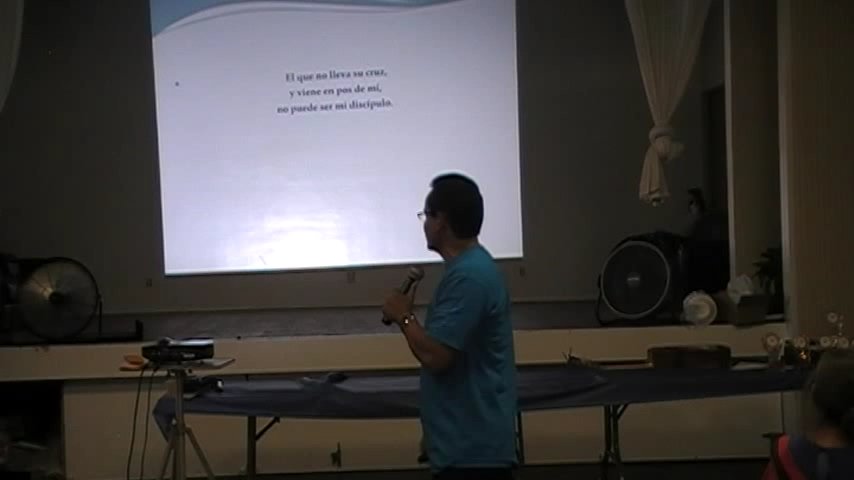 El que no lleva su cruz,
y viene en pos de mí,
no puede ser mi discípulo.